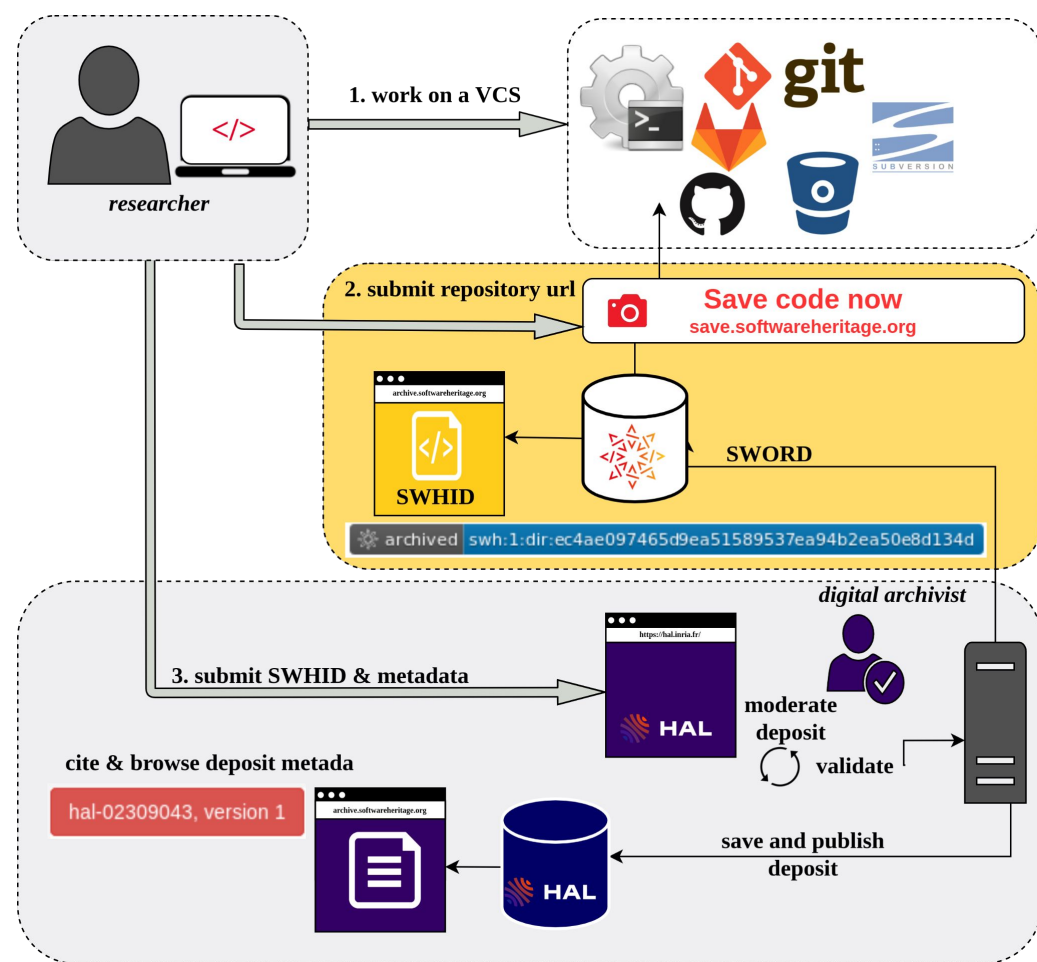 1. work on a VCS
</>
researcher
>_
git
SUBVERSION
2. submit repository url
Save code now
save.softwareheritage.org
archive.softwareheritage.org
</>
SWHID
SWORD
archived swh:1:dir:ec4ae097465d9ea51589537ea94b2ea50e8d134d
digital archivist
https://hal.inria.fr/
HAL
3. submit SWHID & metadata
moderate
deposit
validate
cite & browse deposit metada
hal-02309043, version 1
archive.softwareheritage.org
HAL
save and publish
deposit